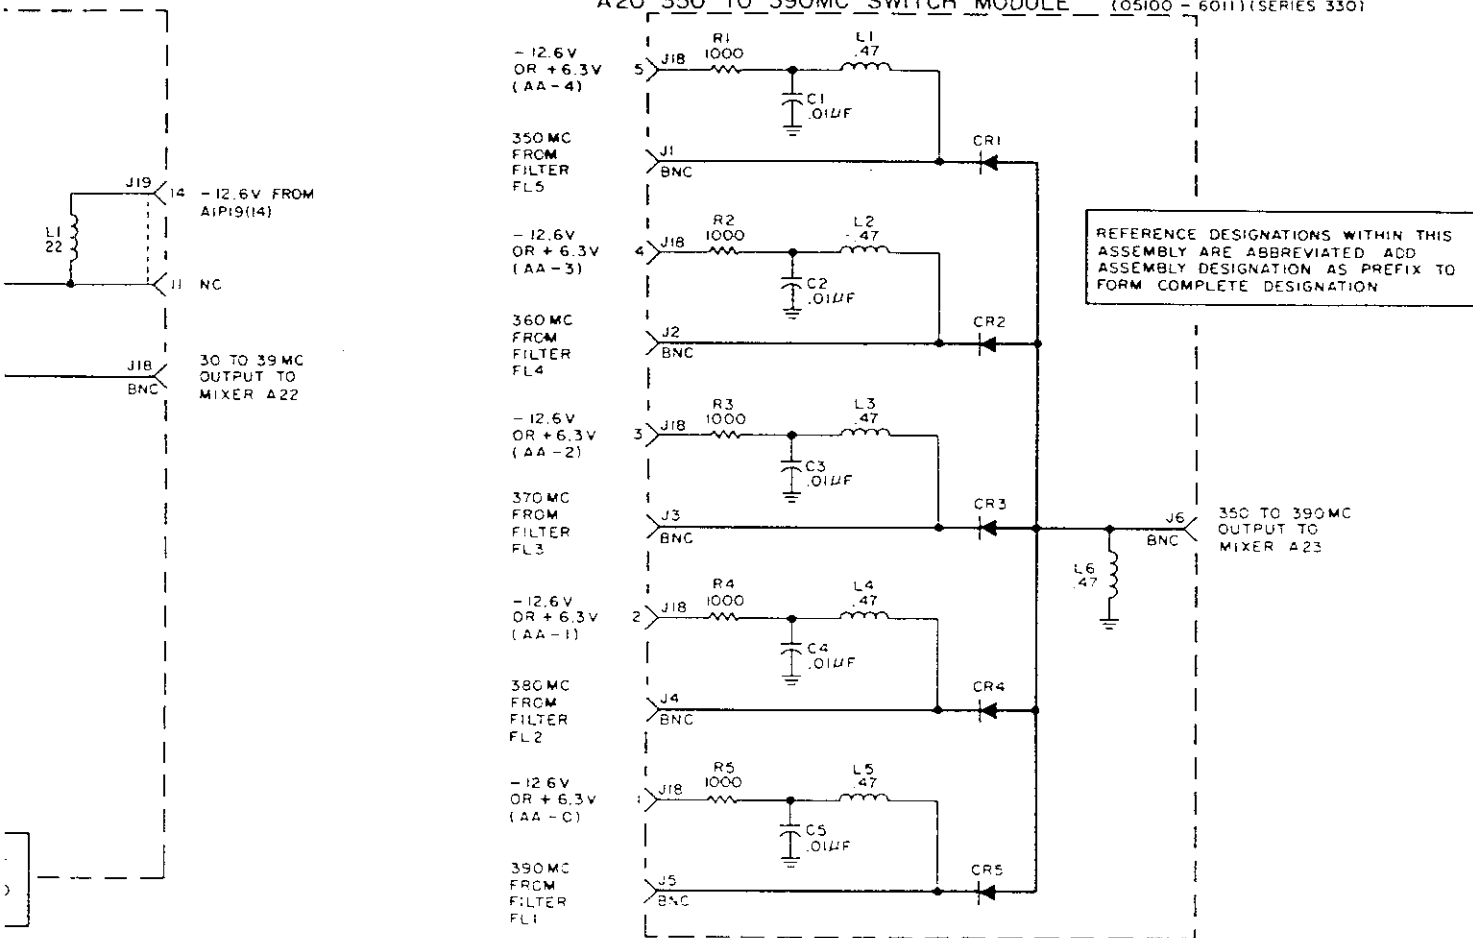 A20 350 TO 390MC SWITCH MODULE (05100 - 6011) (SERIES 330)
J19
14
-12.6V FROM
A1P19(14)
L1
22
11 NC
J18
BNC
30 TO 39 MC
OUTPUT TO
MIXER A22
-12.6V
OR +6.3V
(AA-4)
5
J18
R1
1000
L1
.47
C1
.01UF
350 MC
FROM
FILTER
FL5
J1
BNC
CR1
-12.6V
OR +6.3V
(AA-3)
4
J18
R2
1000
L2
.47
C2
.01UF
360 MC
FROM
FILTER
FL4
J2
BNC
CR2
-12.6V
OR +6.3V
(AA-2)
3
J18
R3
1000
L3
.47
C3
.01UF
370 MC
FROM
FILTER
FL3
J3
BNC
CR3
-12.6V
OR +6.3V
(AA-1)
2
J18
R4
1000
L4
.47
C4
.01UF
380 MC
FROM
FILTER
FL2
J4
BNC
CR4
-12.6V
OR +6.3V
(AA-0)
1
J18
R5
1000
L5
.47
C5
.01UF
390 MC
FROM
FILTER
FL1
J5
BNC
CR5
L6
.47
J6
BNC
350 TO 390 MC
OUTPUT TO
MIXER A23
REFERENCE DESIGNATIONS WITHIN THIS
ASSEMBLY ARE ABBREVIATED ADD
ASSEMBLY DESIGNATION AS PREFIX TO
FORM COMPLETE DESIGNATION